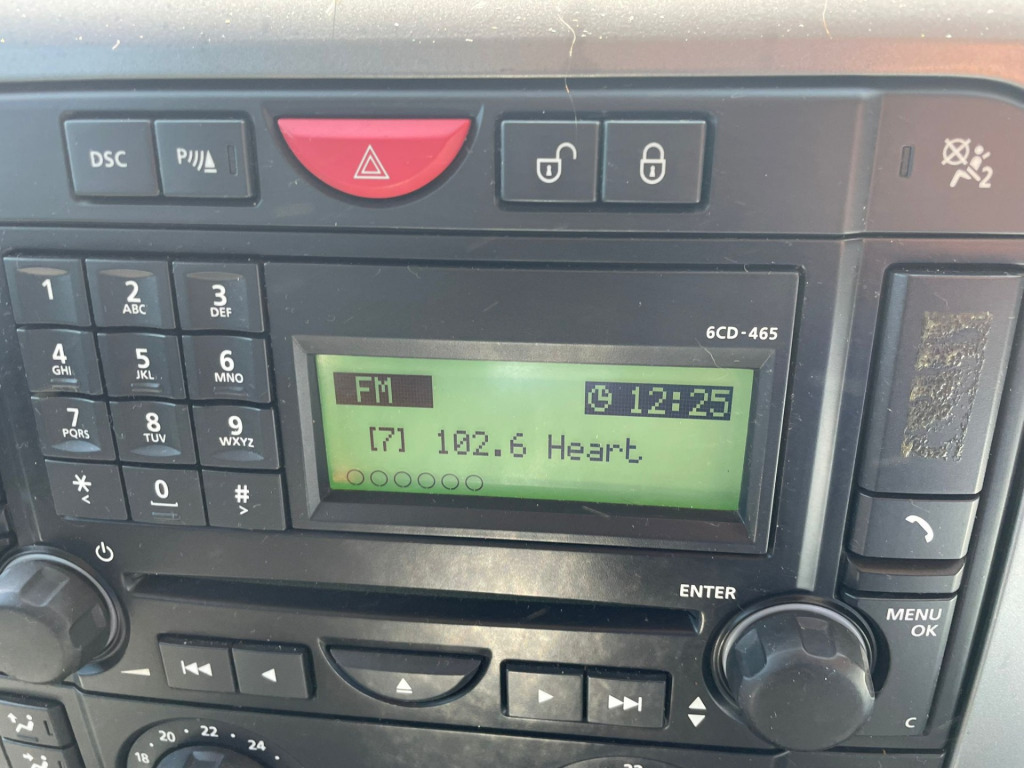 DSC
P
2
1
2
ABC
3
DEF
4
GHI
5
JKL
6
MNO
7
PQRS
8
TUV
9
WXYZ
*
<
0
#
>
6CD-465
FM
12:25
[7] 102.6 Heart
ENTER
MENU
OK
C
18
20
22
24
22